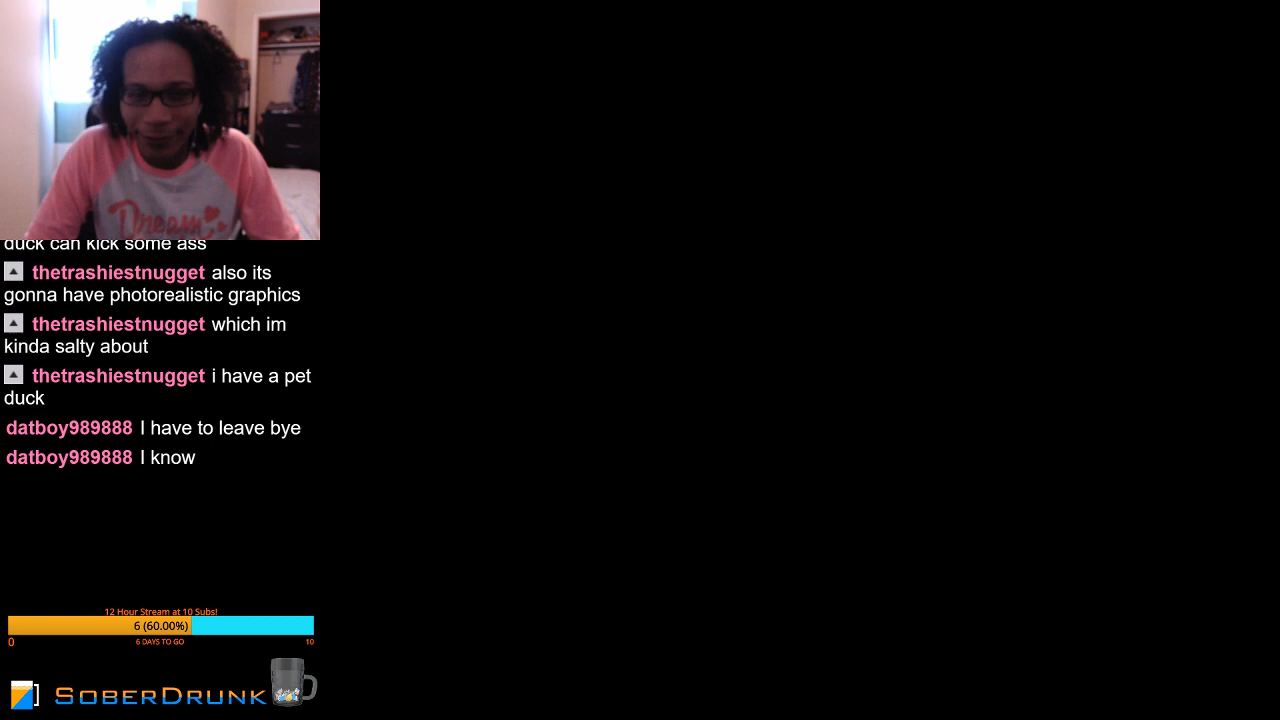 Dream
duck can kick some ass
thetrashiestnugget also its
gonna have photorealistic graphics
thetrashiestnugget which im
kinda salty about
thetrashiestnugget i have a pet
duck
datboy989888 I have to leave bye
datboy989888 I know
12 Hour Stream at 10 Subs!
6 (60.00%)
0 6 DAYS TO GO 10
SOBERDRUNK